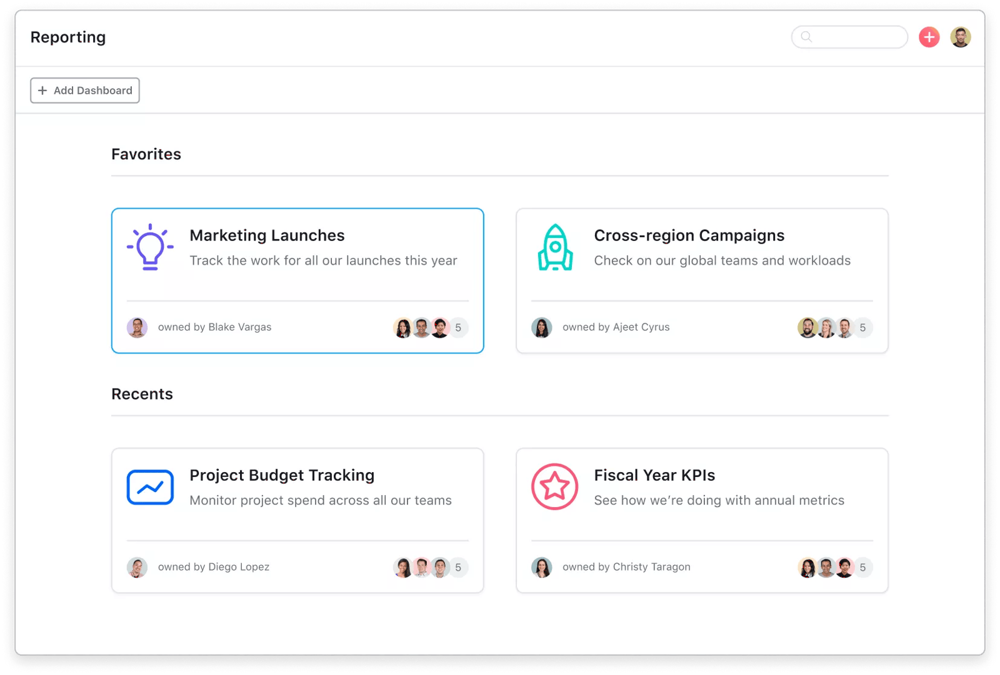 Reporting
+ Add Dashboard
Favorites
Marketing Launches
Track the work for all our launches this year
owned by Blake Vargas
5
Cross-region Campaigns
Check on our global teams and workloads
owned by Ajeet Cyrus
5
Recents
Project Budget Tracking
Monitor project spend across all our teams
owned by Diego Lopez
5
Fiscal Year KPIs
See how we’re doing with annual metrics
owned by Christy Taragon
5